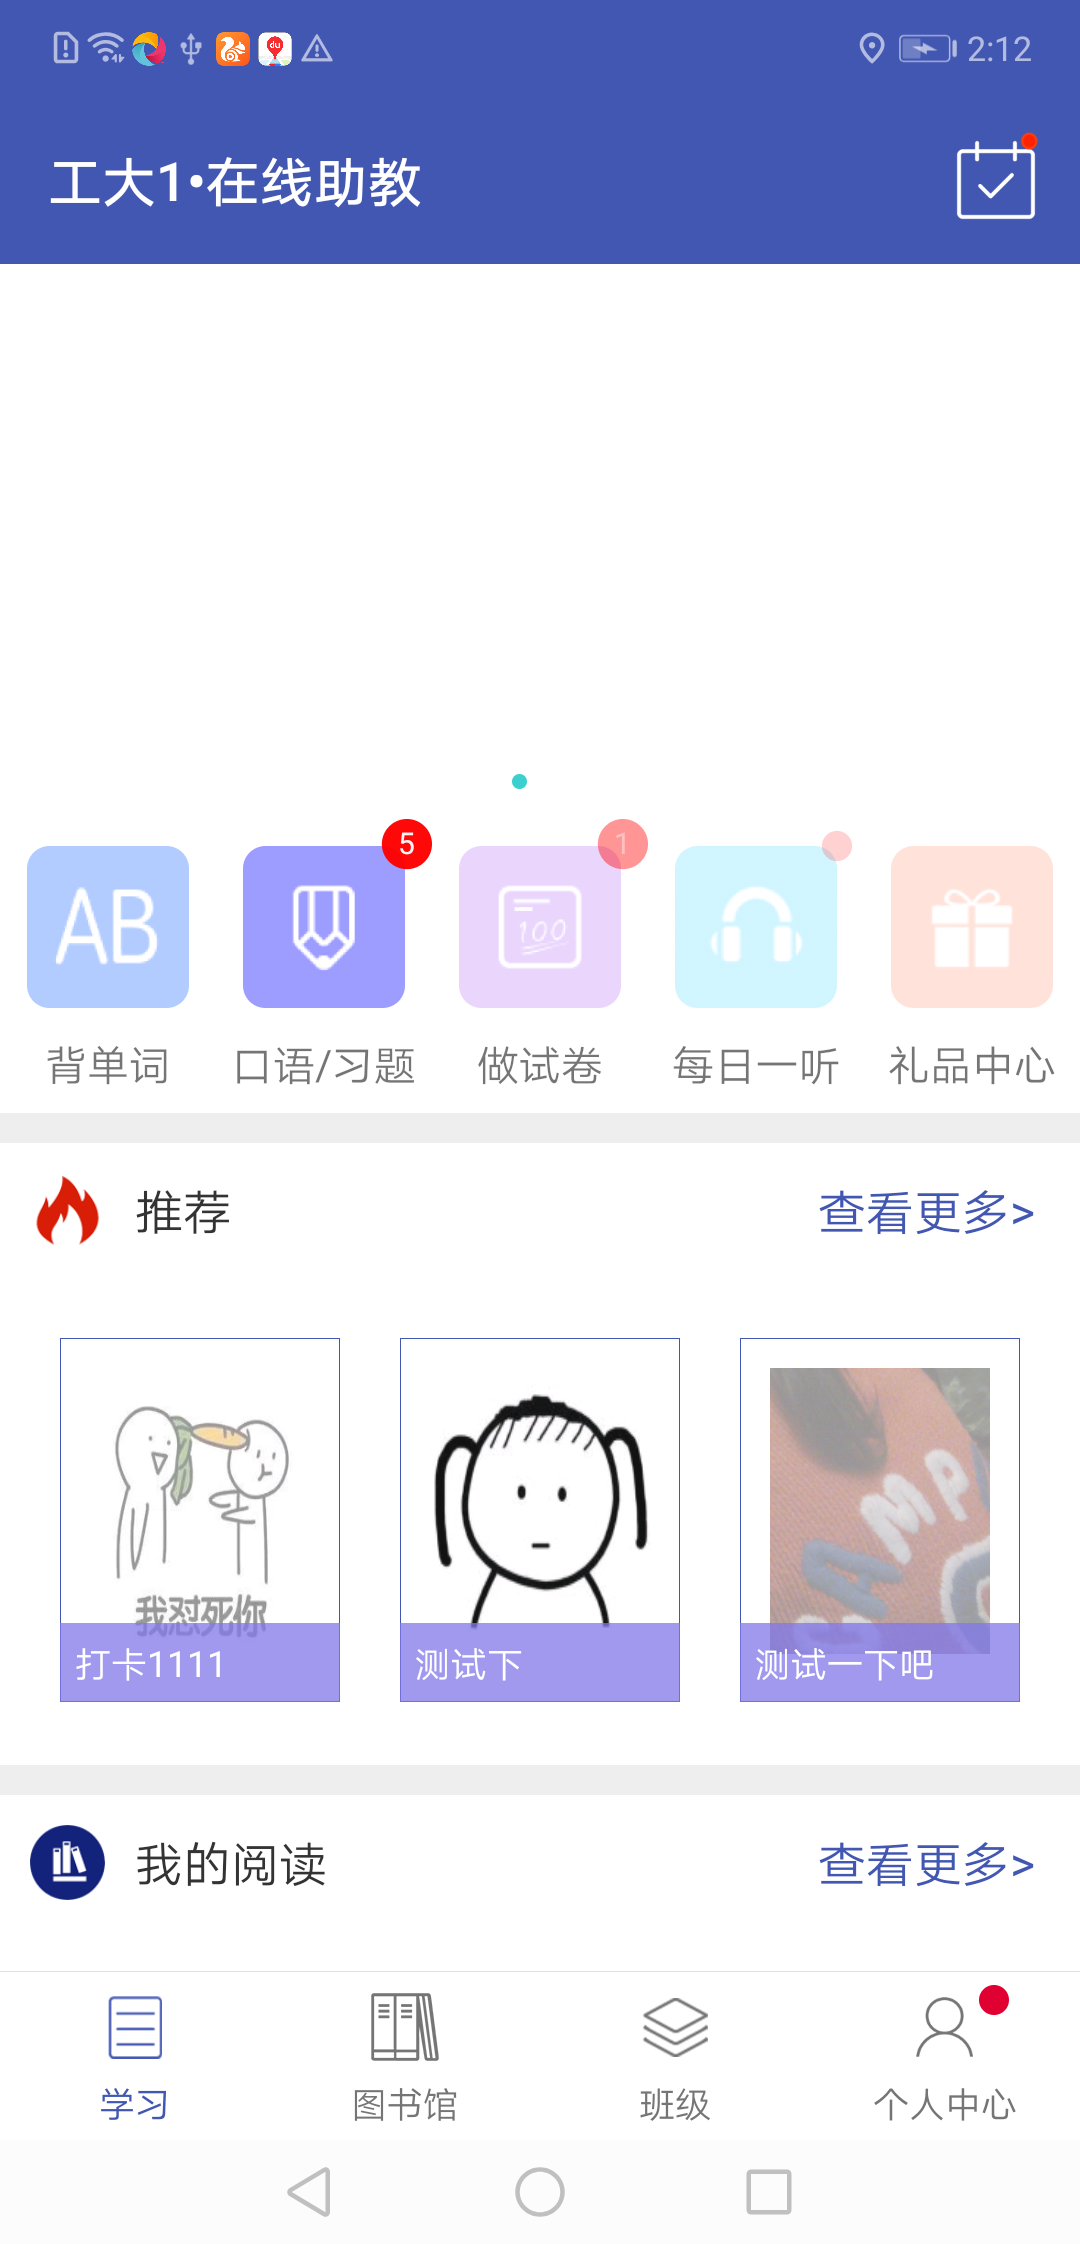 2:12
工大1•在线助教
5
1
AB
100
背单词
口语/习题
做试卷
每日一听
礼品中心
推荐
查看更多>
我怼死你
打卡1111
测试下
测试一下吧
我的阅读
查看更多>
学习
图书馆
班级
个人中心